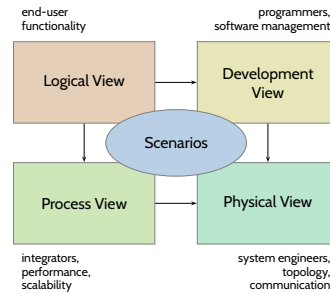 end-user
functionality
programmers,
software management
Logical View
Development
View
Scenarios
Process View
Physical View
integrators,
performance,
scalability
system engineers,
topology,
communication